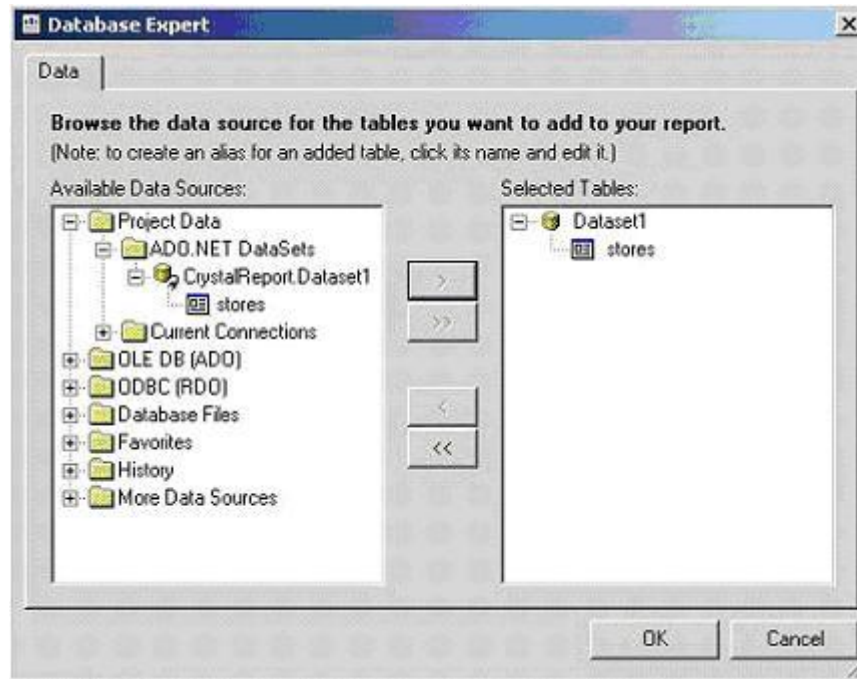 Database Expert
Data
Browse the data source for the tables you want to add to your report.
(Note: to create an alias for an added table, click its name and edit it.)
Available Data Sources:
Project Data
ADO.NET DataSets
CrystalReport.Dataset1
stores
Current Connections
OLE DB (ADO)
ODBC (RDO)
Database Files
Favorites
History
More Data Sources
>
>>
<
<<
Selected Tables:
Dataset1
stores
OK
Cancel